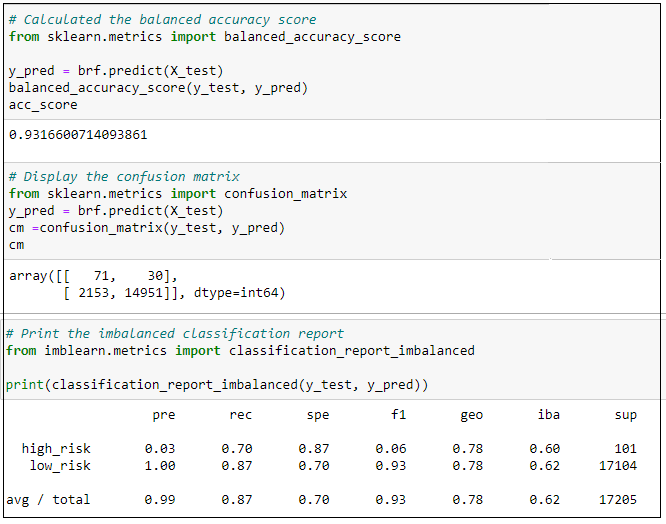 # Calculated the balanced accuracy score
from sklearn.metrics import balanced_accuracy_score
y_pred = brf.predict(X_test)
balanced_accuracy_score(y_test, y_pred)
acc_score
0.9316600714093861
# Display the confusion matrix
from sklearn.metrics import confusion_matrix
y_pred = brf.predict(X_test)
cm =confusion_matrix(y_test, y_pred)
cm
array([[   71,    30],
       [ 2153, 14951]], dtype=int64)
# Print the imbalanced classification report
from imblearn.metrics import classification_report_imbalanced
print(classification_report_imbalanced(y_test, y_pred))
pre rec spe f1 geo iba sup
high_risk 0.03 0.70 0.87 0.06 0.78 0.60 101
low_risk 1.00 0.87 0.70 0.93 0.78 0.62 17104
avg / total 0.99 0.87 0.70 0.93 0.78 0.62 17205